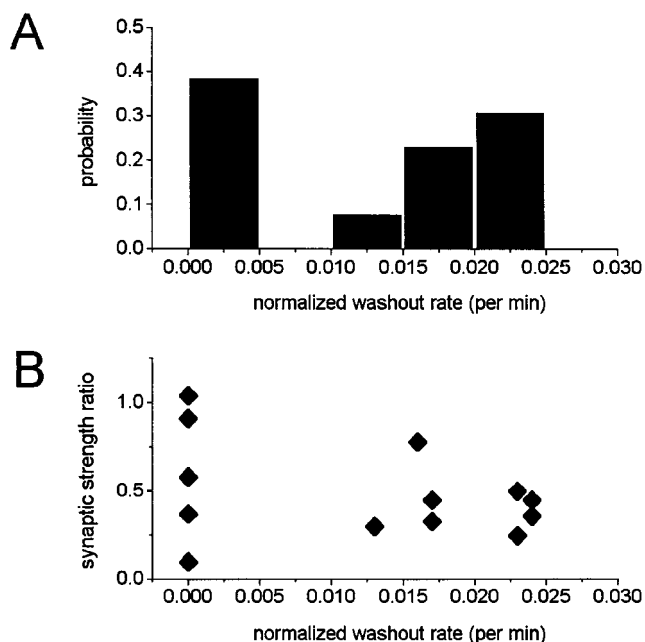 A
probability
0.5
0.4
0.3
0.2
0.1
0.0
0.000 0.005 0.010 0.015 0.020 0.025 0.030
normalized washout rate (per min)
B
synaptic strength ratio
1.0
0.5
0.0
0.000 0.005 0.010 0.015 0.020 0.025 0.030
normalized washout rate (per min)